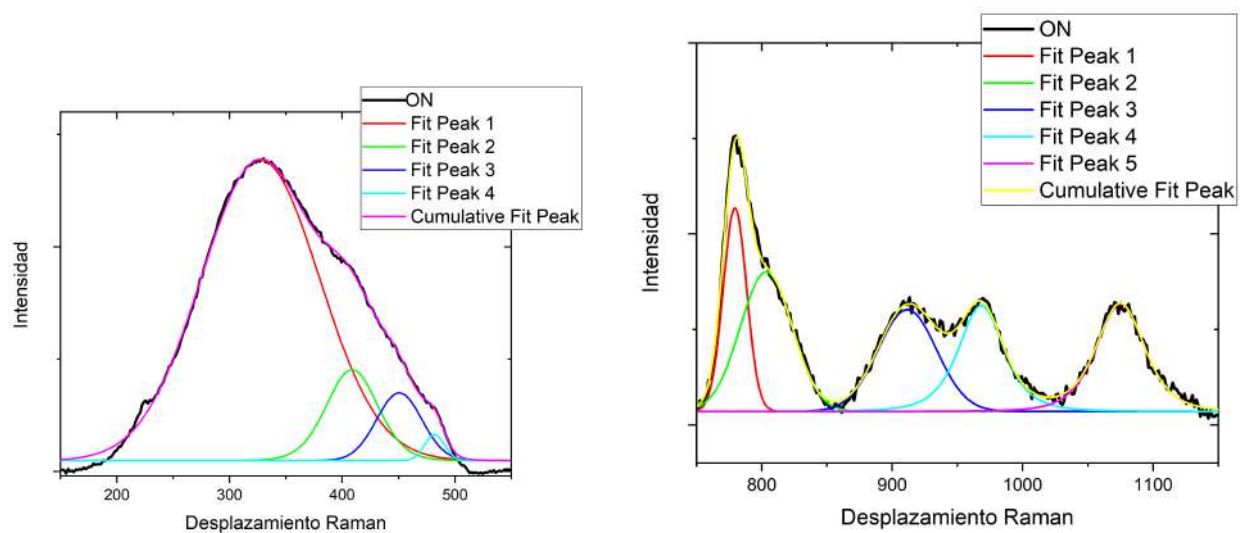 ON
Fit Peak 1
Fit Peak 2
Fit Peak 3
Fit Peak 4
Cumulative Fit Peak
Intensidad
200
300
400
500
Desplazamiento Raman
ON
Fit Peak 1
Fit Peak 2
Fit Peak 3
Fit Peak 4
Fit Peak 5
Cumulative Fit Peak
Intensidad
800
900
1000
1100
Desplazamiento Raman